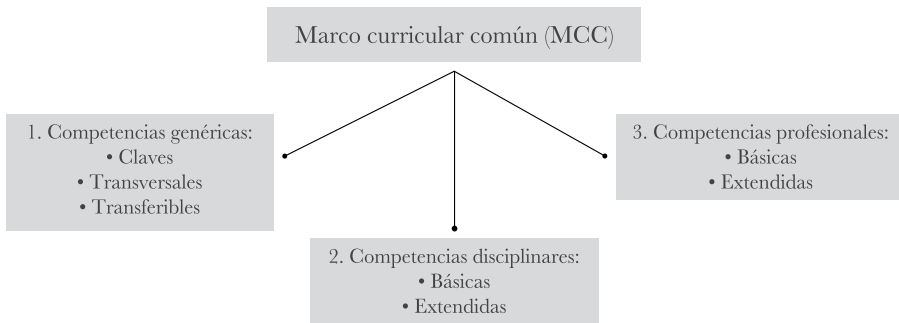 Marco curricular común (MCC)
1. Competencias genéricas:
• Claves
• Transversales
• Transferibles
2. Competencias disciplinares:
• Básicas
• Extendidas
3. Competencias profesionales:
• Básicas
• Extendidas